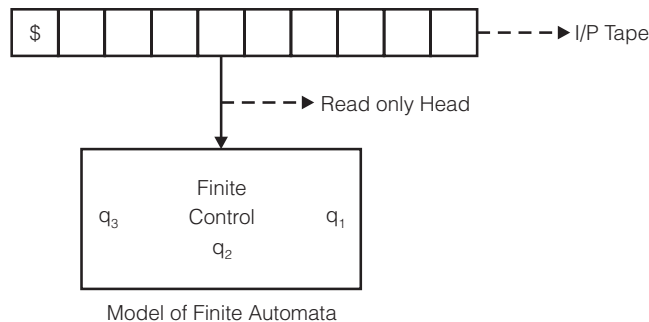 $
I/P Tape
Read only Head
Finite
q₃ Control q₁
q₂
Model of Finite Automata